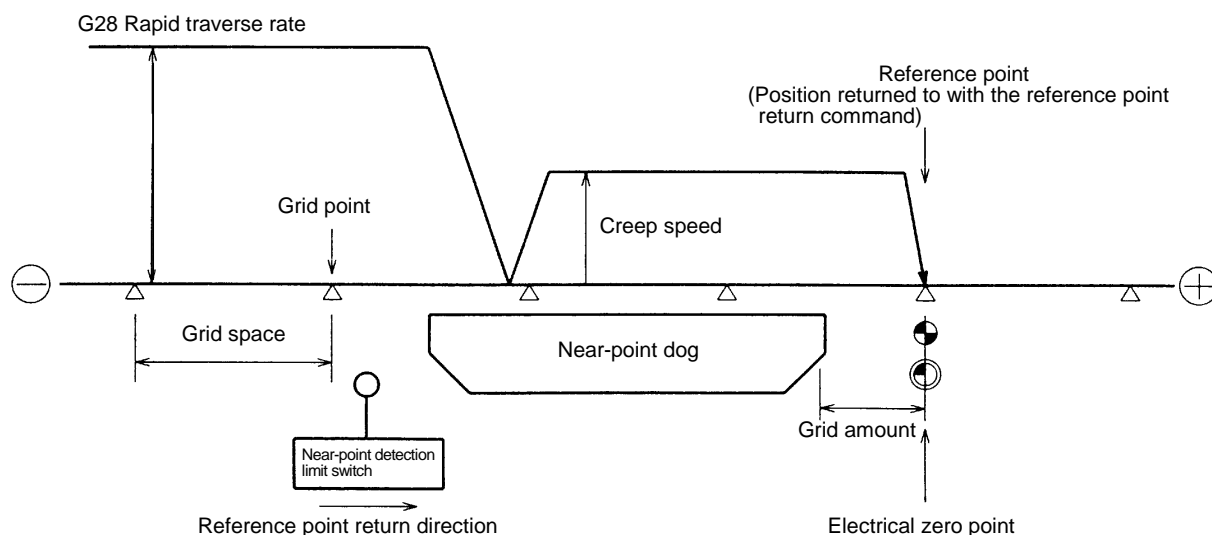 G28 Rapid traverse rate
Reference point
(Position returned to with the reference point
return command)
Grid point
Creep speed
−
+
Grid space
Near-point dog
Grid amount
Near-point detection
limit switch
Reference point return direction
Electrical zero point